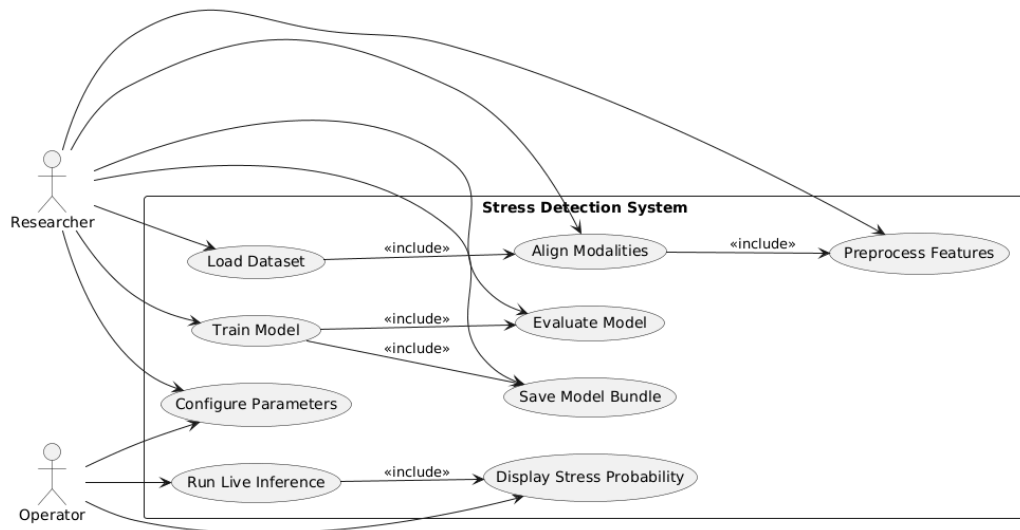 Stress Detection System
Researcher
Load Dataset
«include»
Align Modalities
«include»
Preprocess Features
Train Model
«include»
Evaluate Model
«include»
Save Model Bundle
Configure Parameters
Operator
Run Live Inference
«include»
Display Stress Probability